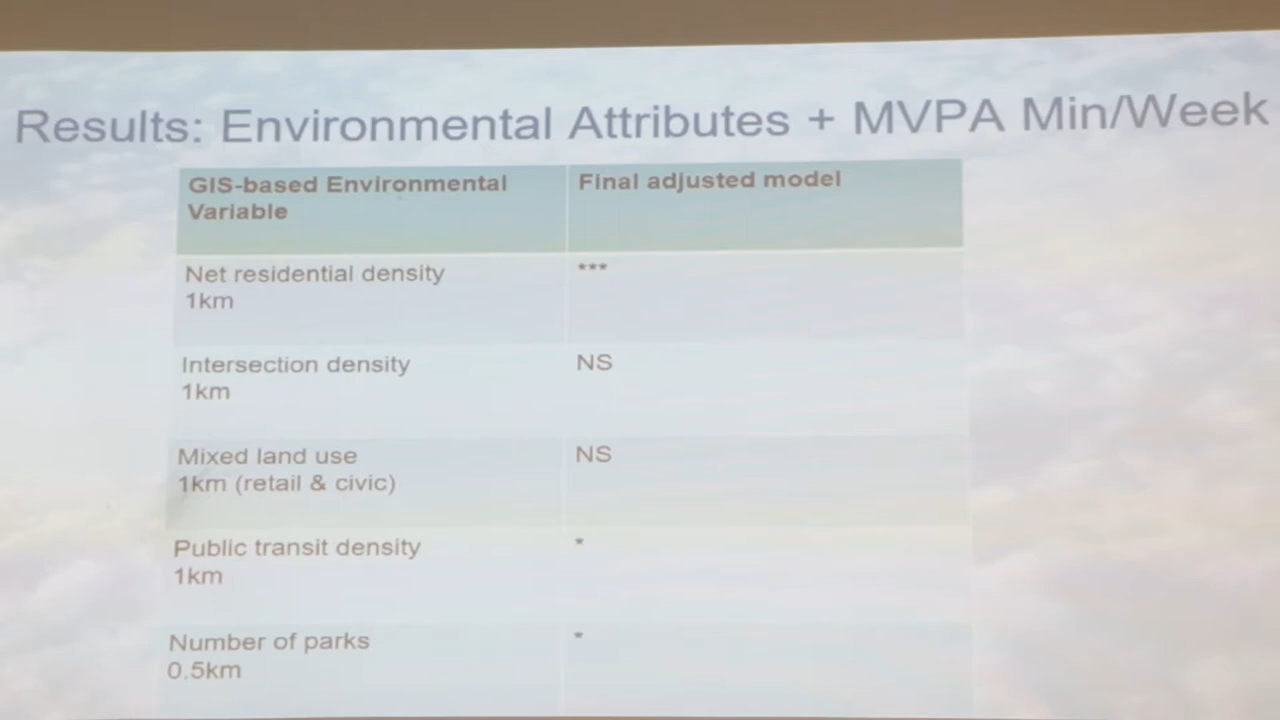 Results: Environmental Attributes + MVPA Min/Week
GIS-based Environmental
Variable
Final adjusted model
Net residential density
1km
***
Intersection density
1km
NS
Mixed land use
1km (retail & civic)
NS
Public transit density
1km
*
Number of parks
0.5km
*